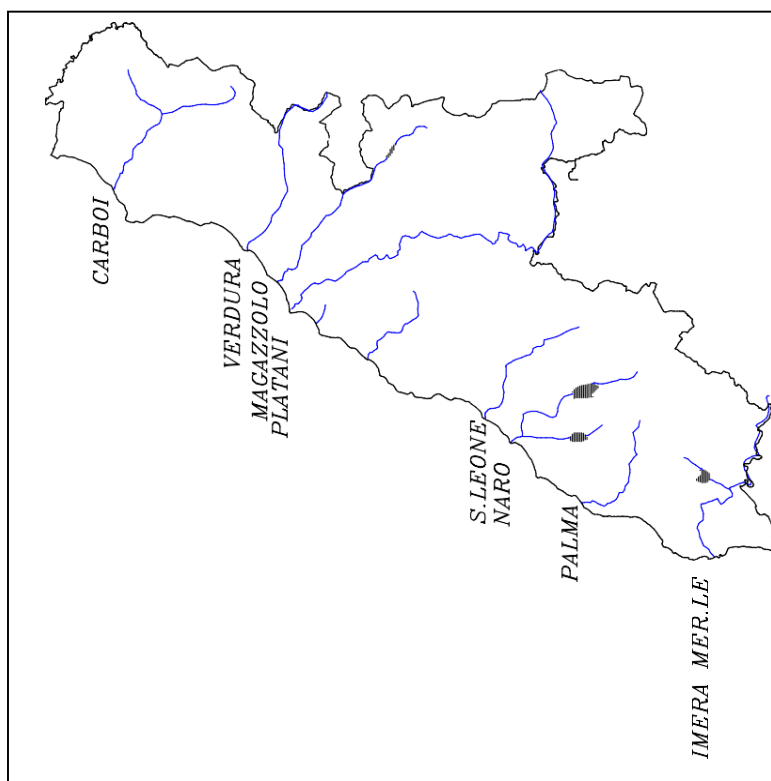 CARBOI
VERDURA
MAGAZZOLO
PLATANI
S.LEONE
NARO
PALMA
IMERA MER.LE